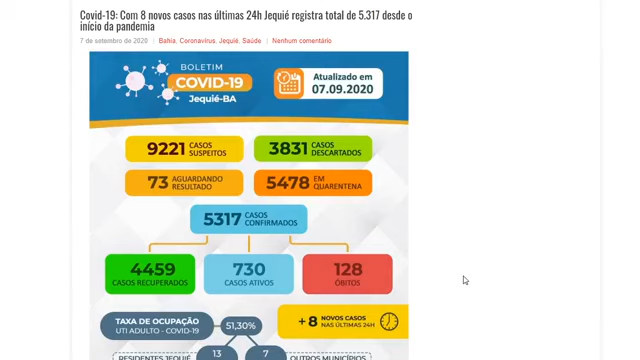 Covid-19: Com 8 novos casos nas últimas 24h Jequié registra total de 5.317 desde o
início da pandemia
7 de setembro de 2020 | Bahia, Coronavirus, Jequié, Saúde | Nenhum comentário
BOLETIM
COVID-19
Jequié-BA
Atualizado em
07.09.2020
9221 CASOS SUSPEITOS
3831 CASOS DESCARTADOS
73 AGUARDANDO RESULTADO
5478 EM QUARENTENA
5317 CASOS CONFIRMADOS
4459
CASOS RECUPERADOS
730
CASOS ATIVOS
128
ÓBITOS
TAXA DE OCUPAÇÃO
UTI ADULTO - COVID-19
51,30%
+ 8 NOVOS CASOS NAS ÚLTIMAS 24H
RESIDENTES JEQUIÉ
13
7
OUTROS MUNICÍPIOS